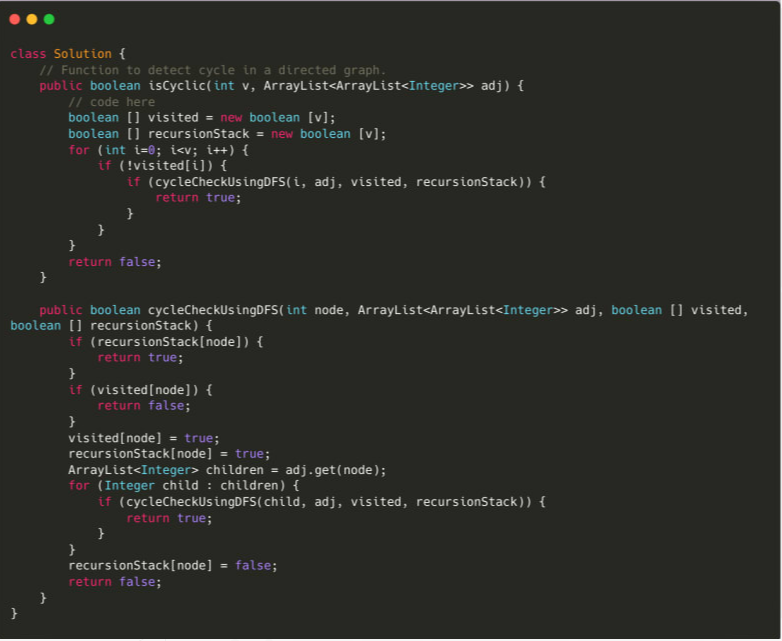 class Solution {
    // Function to detect cycle in a directed graph.
    public boolean isCyclic(int v, ArrayList<ArrayList<Integer>> adj) {
        // code here
        boolean [] visited = new boolean [v];
        boolean [] recursionStack = new boolean [v];
        for (int i=0; i<v; i++) {
            if (!visited[i]) {
                if (cycleCheckUsingDFS(i, adj, visited, recursionStack)) {
                    return true;
                }
            }
        }
        return false;
    }

    public boolean cycleCheckUsingDFS(int node, ArrayList<ArrayList<Integer>> adj, boolean [] visited,
boolean [] recursionStack) {
        if (recursionStack[node]) {
            return true;
        }
        if (visited[node]) {
            return false;
        }
        visited[node] = true;
        recursionStack[node] = true;
        ArrayList<Integer> children = adj.get(node);
        for (Integer child : children) {
            if (cycleCheckUsingDFS(child, adj, visited, recursionStack)) {
                return true;
            }
        }
        recursionStack[node] = false;
        return false;
    }
}